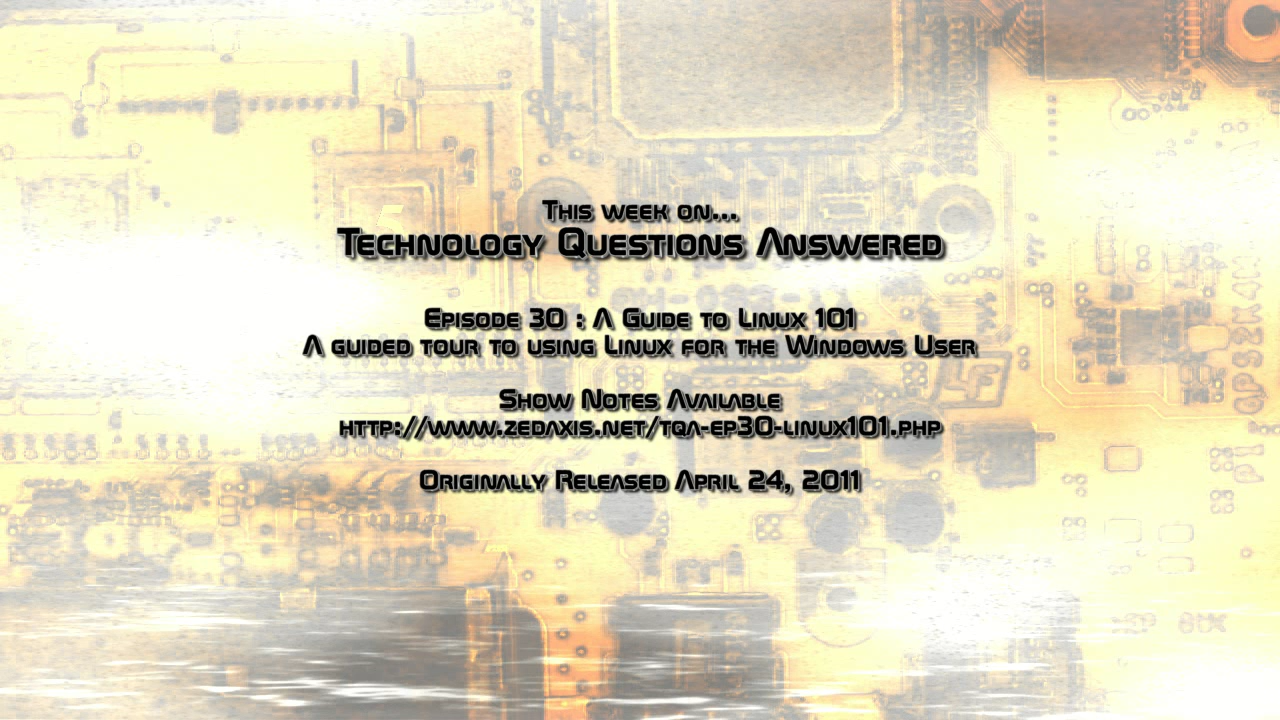 This week on...
Technology Questions Answered
Episode 30 : A Guide to Linux 101
A guided tour to using Linux for the Windows User
Show Notes Available
http://www.zedaxis.net/tqa-ep30-linux101.php
Originally Released April 24, 2011